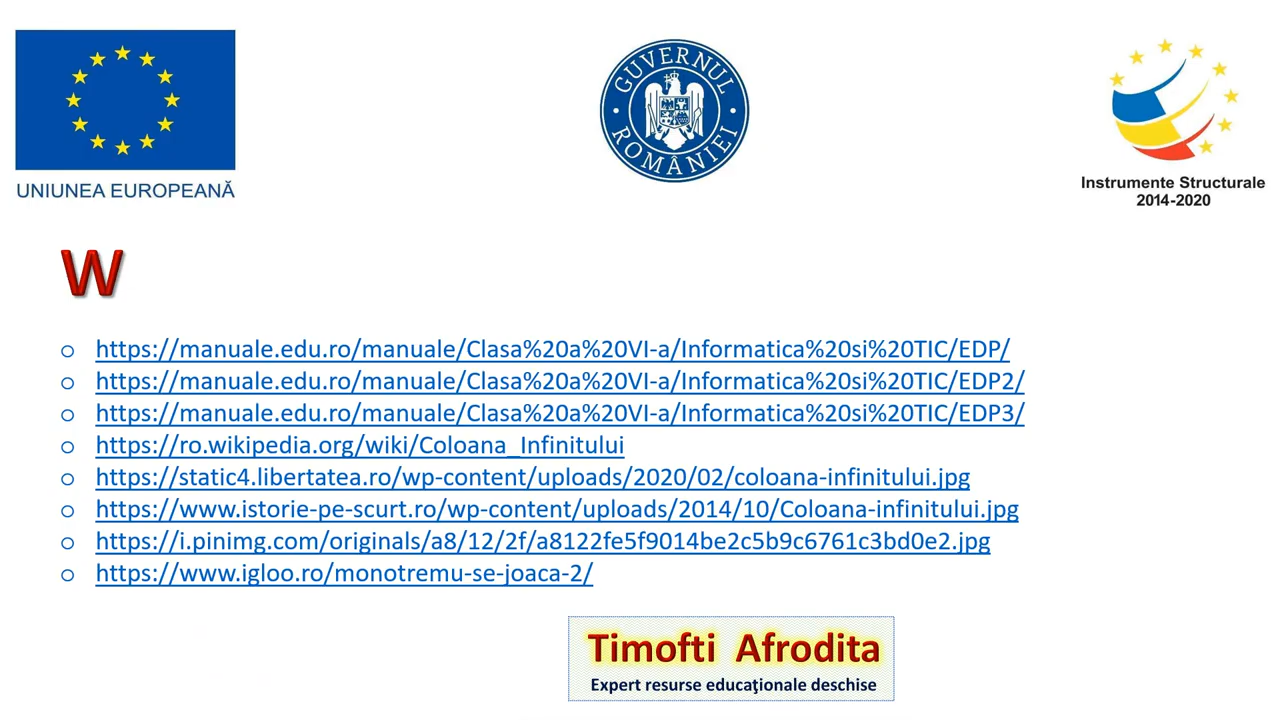 UNIUNEA EUROPEANĂ
GUVERNUL ROMÂNIEI
Instrumente Structurale
2014-2020
W
https://manuale.edu.ro/manuale/Clasa%20a%20VI-a/Informatica%20si%20TIC/EDP/
https://manuale.edu.ro/manuale/Clasa%20a%20VI-a/Informatica%20si%20TIC/EDP2/
https://manuale.edu.ro/manuale/Clasa%20a%20VI-a/Informatica%20si%20TIC/EDP3/
https://ro.wikipedia.org/wiki/Coloana_Infinitului
https://static4.libertatea.ro/wp-content/uploads/2020/02/coloana-infinitului.jpg
https://www.istorie-pe-scurt.ro/wp-content/uploads/2014/10/Coloana-infinitului.jpg
https://i.pinimg.com/originals/a8/12/2f/a8122fe5f9014be2c5b9c6761c3bd0e2.jpg
https://www.igloo.ro/monotremu-se-joaca-2/
Timofti Afrodita
Expert resurse educaţionale deschise